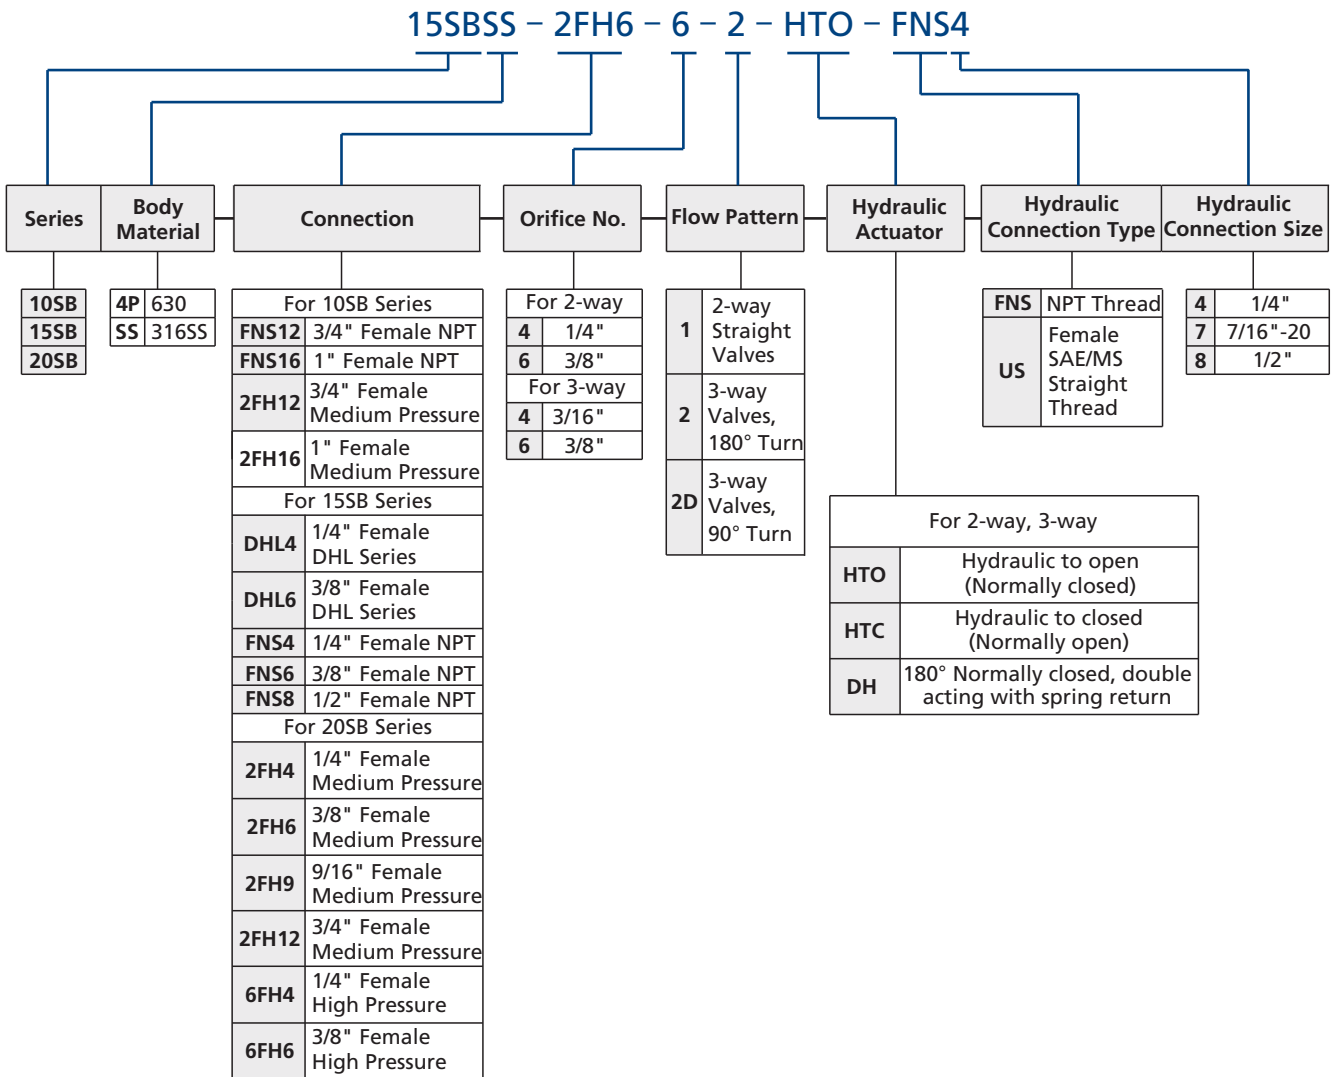 15SBSS – 2FH6 – 6 – 2 – HTO – FNS4
Series
Body
Material
Connection
Orifice No.
Flow Pattern
Hydraulic
Actuator
Hydraulic
Connection Type
Hydraulic
Connection Size
10SB
15SB
20SB
4P 630
SS 316SS
For 10SB Series
FNS12 3/4" Female NPT
FNS16 1" Female NPT
2FH12 3/4" Female
Medium Pressure
2FH16 1" Female
Medium Pressure
For 15SB Series
DHL4 1/4" Female
DHL Series
DHL6 3/8" Female
DHL Series
FNS4 1/4" Female NPT
FNS6 3/8" Female NPT
FNS8 1/2" Female NPT
For 20SB Series
2FH4 1/4" Female
Medium Pressure
2FH6 3/8" Female
Medium Pressure
2FH9 9/16" Female
Medium Pressure
2FH12 3/4" Female
Medium Pressure
6FH4 1/4" Female
High Pressure
6FH6 3/8" Female
High Pressure
For 2-way
4 1/4"
6 3/8"
For 3-way
4 3/16"
6 3/8"
1 2-way
Straight
Valves
2 3-way
Valves,
180° Turn
2D 3-way
Valves,
90° Turn
For 2-way, 3-way
HTO Hydraulic to open
(Normally closed)
HTC Hydraulic to closed
(Normally open)
DH 180° Normally closed, double
acting with spring return
FNS NPT Thread
US Female
SAE/MS
Straight
Thread
4 1/4"
7 7/16"-20
8 1/2"